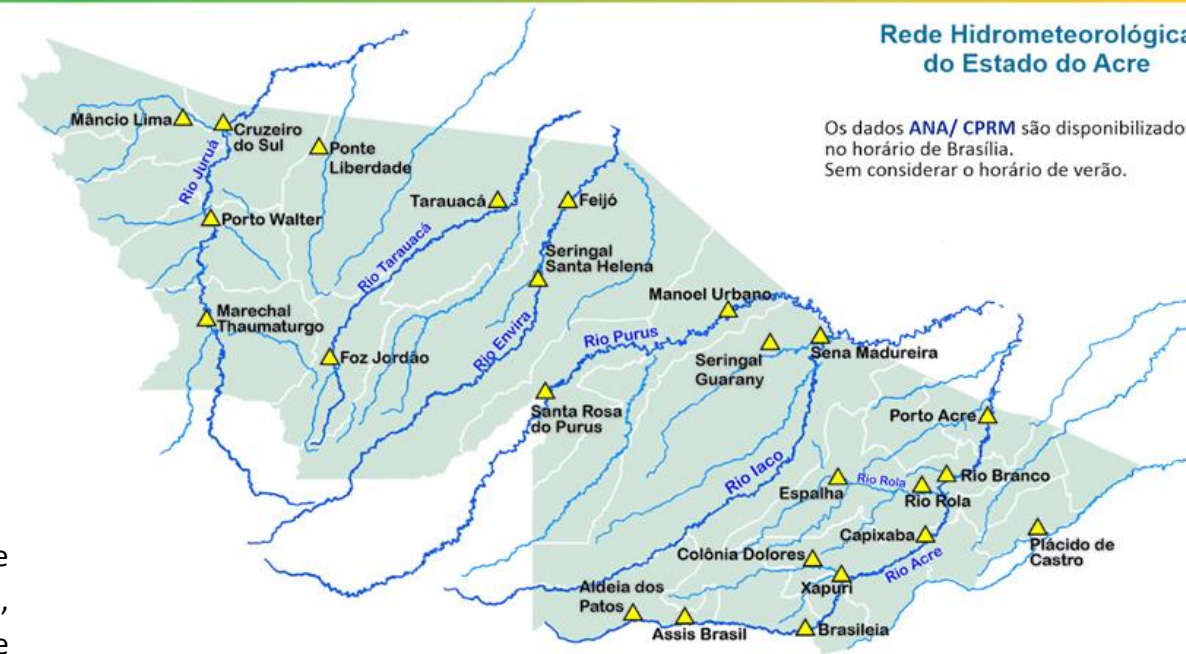 Rede Hidrometeorológica
do Estado do Acre
Os dados ANA/ CPRM são disponibilizado
no horário de Brasília.
Sem considerar o horário de verão.
Mâncio Lima
Cruzeiro
do Sul
Ponte
Liberdade
Rio Juruá
Porto Walter
Tarauacá
Feijó
Rio Tarauacá
Seringal
Santa Helena
Marechal
Thaumaturgo
Foz Jordão
Rio Envira
Manoel Urbano
Rio Purus
Seringal
Guarany
Sena Madureira
Santa Rosa
do Purus
Porto Acre
Rio Iaco
Espalha
Rio Rola
Rio Rola
Rio Branco
Capixaba
Plácido de
Castro
Colônia Dolores
Rio Acre
Xapuri
Aldeia dos
Patos
Assis Brasil
Brasileia
e
,
e